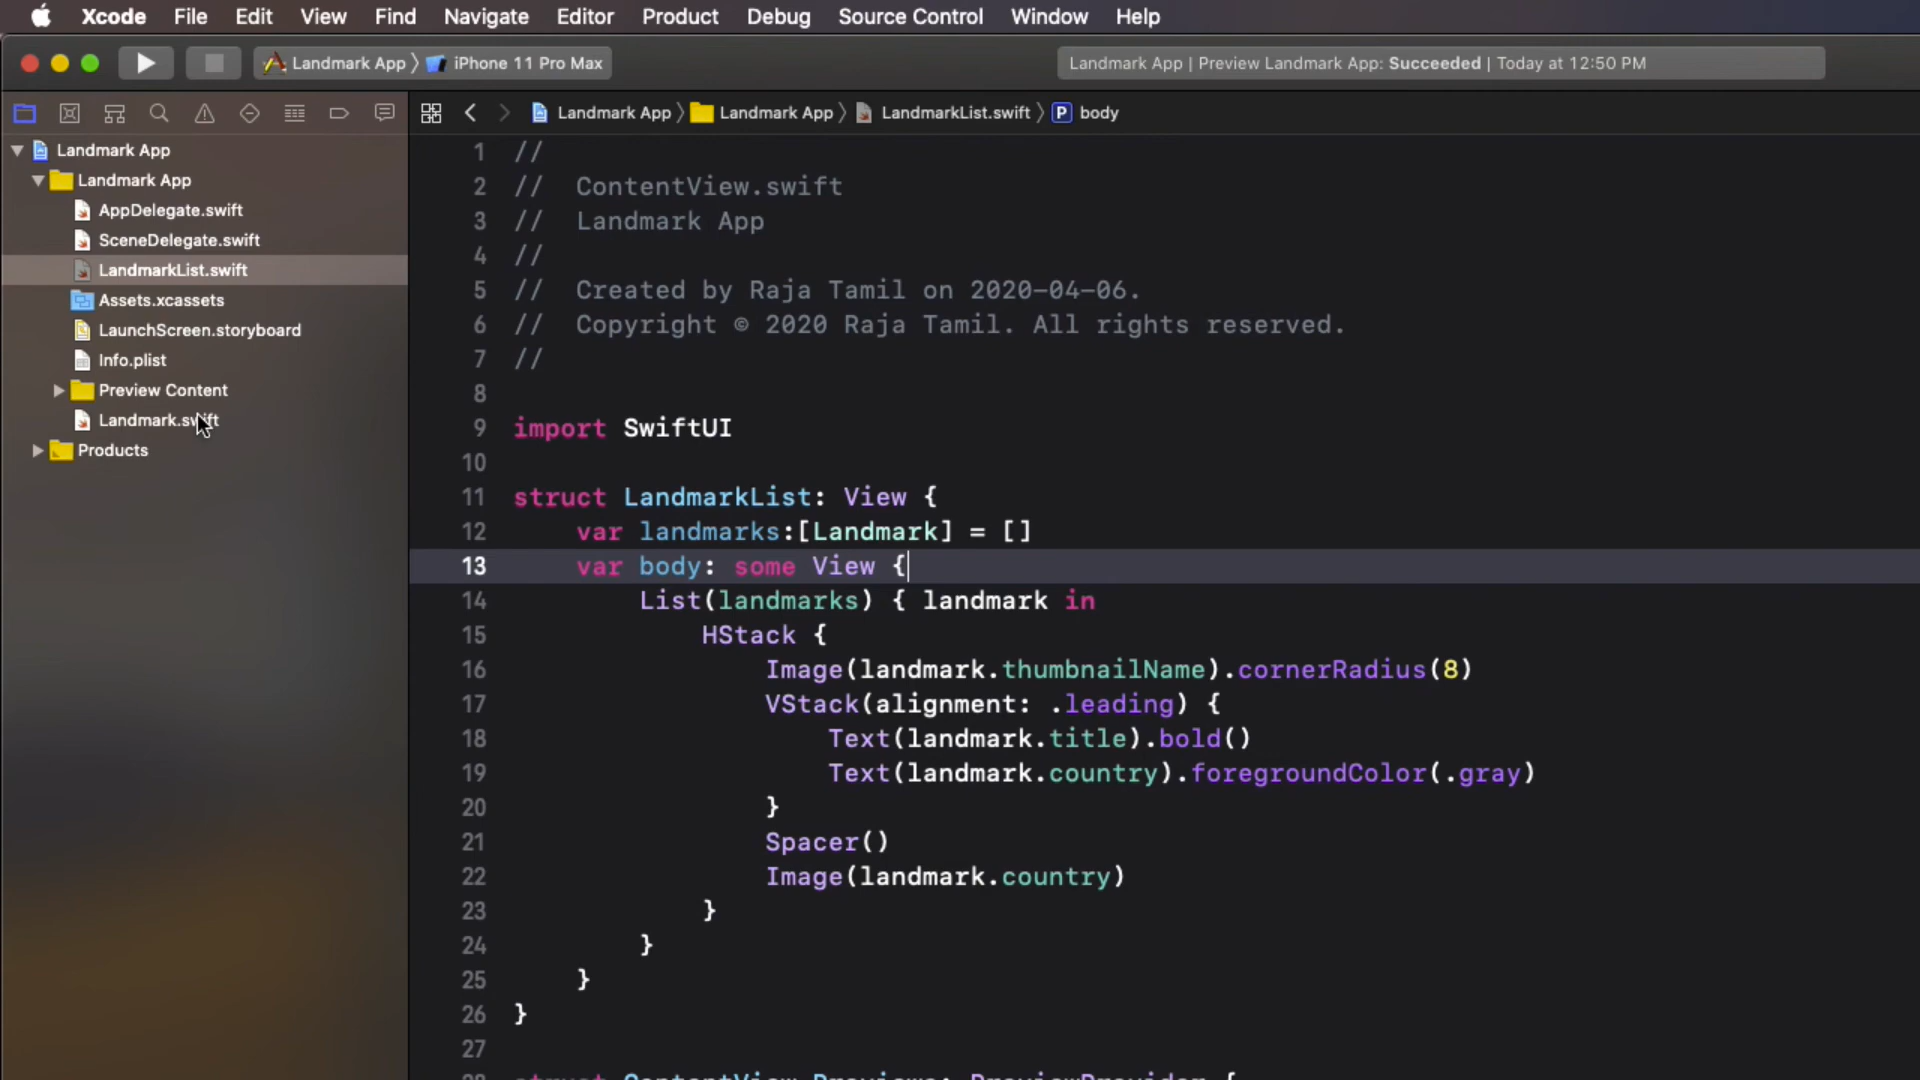 Xcode File Edit View Find Navigate Editor Product Debug Source Control Window Help
Landmark App 〉 iPhone 11 Pro Max
Landmark App | Preview Landmark App: Succeeded | Today at 12:50 PM
Landmark App 〉 Landmark App 〉 LandmarkList.swift 〉 P body
Landmark App
Landmark App
AppDelegate.swift
SceneDelegate.swift
LandmarkList.swift
Assets.xcassets
LaunchScreen.storyboard
Info.plist
Preview Content
Landmark.swift
Products
1 //
2 //  ContentView.swift
3 //  Landmark App
4 //
5 //  Created by Raja Tamil on 2020-04-06.
6 //  Copyright © 2020 Raja Tamil. All rights reserved.
7 //
8
9 import SwiftUI
10
11 struct LandmarkList: View {
12     var landmarks:[Landmark] = []
13     var body: some View {
14         List(landmarks) { landmark in
15             HStack {
16                 Image(landmark.thumbnailName).cornerRadius(8)
17                 VStack(alignment: .leading) {
18                     Text(landmark.title).bold()
19                     Text(landmark.country).foregroundColor(.gray)
20                 }
21                 Spacer()
22                 Image(landmark.country)
23             }
24         }
25     }
26 }
27
28 struct ContentView_Previews: PreviewProvider {